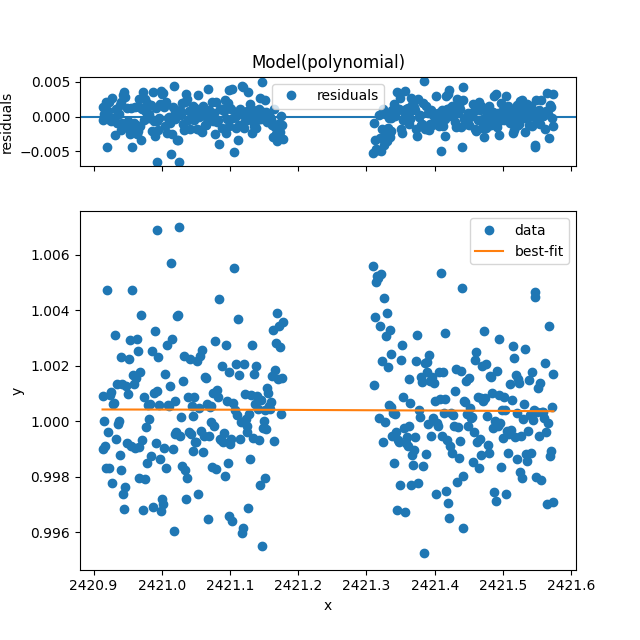 Model(polynomial)
residuals
0.005
0.000
−0.005
residuals
data
best-fit
y
1.006
1.004
1.002
1.000
0.998
0.996
2420.9 2421.0 2421.1 2421.2 2421.3 2421.4 2421.5 2421.6
x